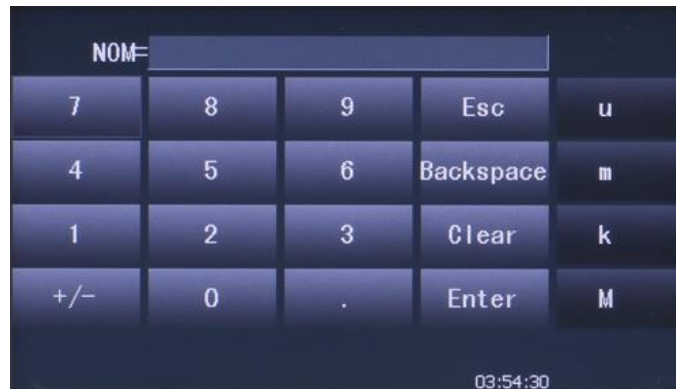 NOM=
7 8 9 Esc u
4 5 6 Backspace m
1 2 3 Clear k
+/- 0 . Enter M
03:54:30